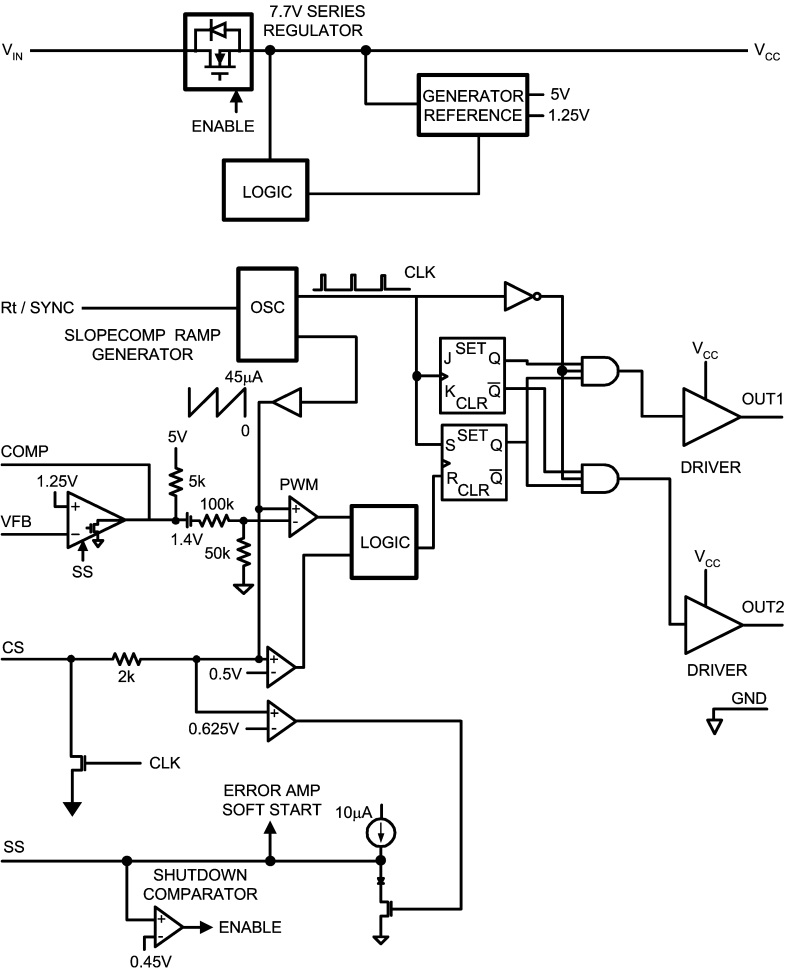 7.7V SERIES
REGULATOR
VIN
VCC
ENABLE
GENERATOR
REFERENCE
5V
1.25V
LOGIC
Rt / SYNC
OSC
CLK
SLOPECOMP RAMP
GENERATOR
45μA
0
J SET Q
K CLR Q̅
S SET Q
R CLR Q̅
VCC
OUT1
DRIVER
COMP
5V
5k
1.25V
+
-
VFB
SS
1.4V
100k
50k
PWM
+
-
LOGIC
VCC
OUT2
DRIVER
GND
CS
2k
0.5V
+
-
0.625V
+
-
CLK
ERROR AMP
SOFT START
10μA
SS
SHUTDOWN
COMPARATOR
+
-
ENABLE
0.45V